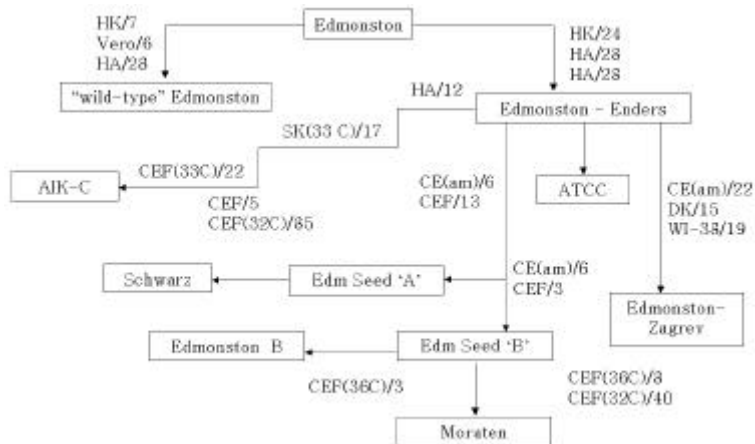 HK/7
Vero/6
HA/28
Edmonston
HK/24
HA/28
HA/28
"wild-type" Edmonston
HA/12
Edmonston - Enders
SK(33 C)/17
CEF(33C)/22
AIK-C
CEF/5
CEF(32C)/85
CE(am)/6
CEF/13
ATCC
CE(am)/22
DK/15
WI-38/19
Schwarz
Edm Seed 'A'
CE(am)/6
CEF/3
Edmonston-
Zagrev
Edmonston B
Edm Seed 'B'
CEF(36C)/3
CEF(36C)/8
CEF(32C)/40
Moraten